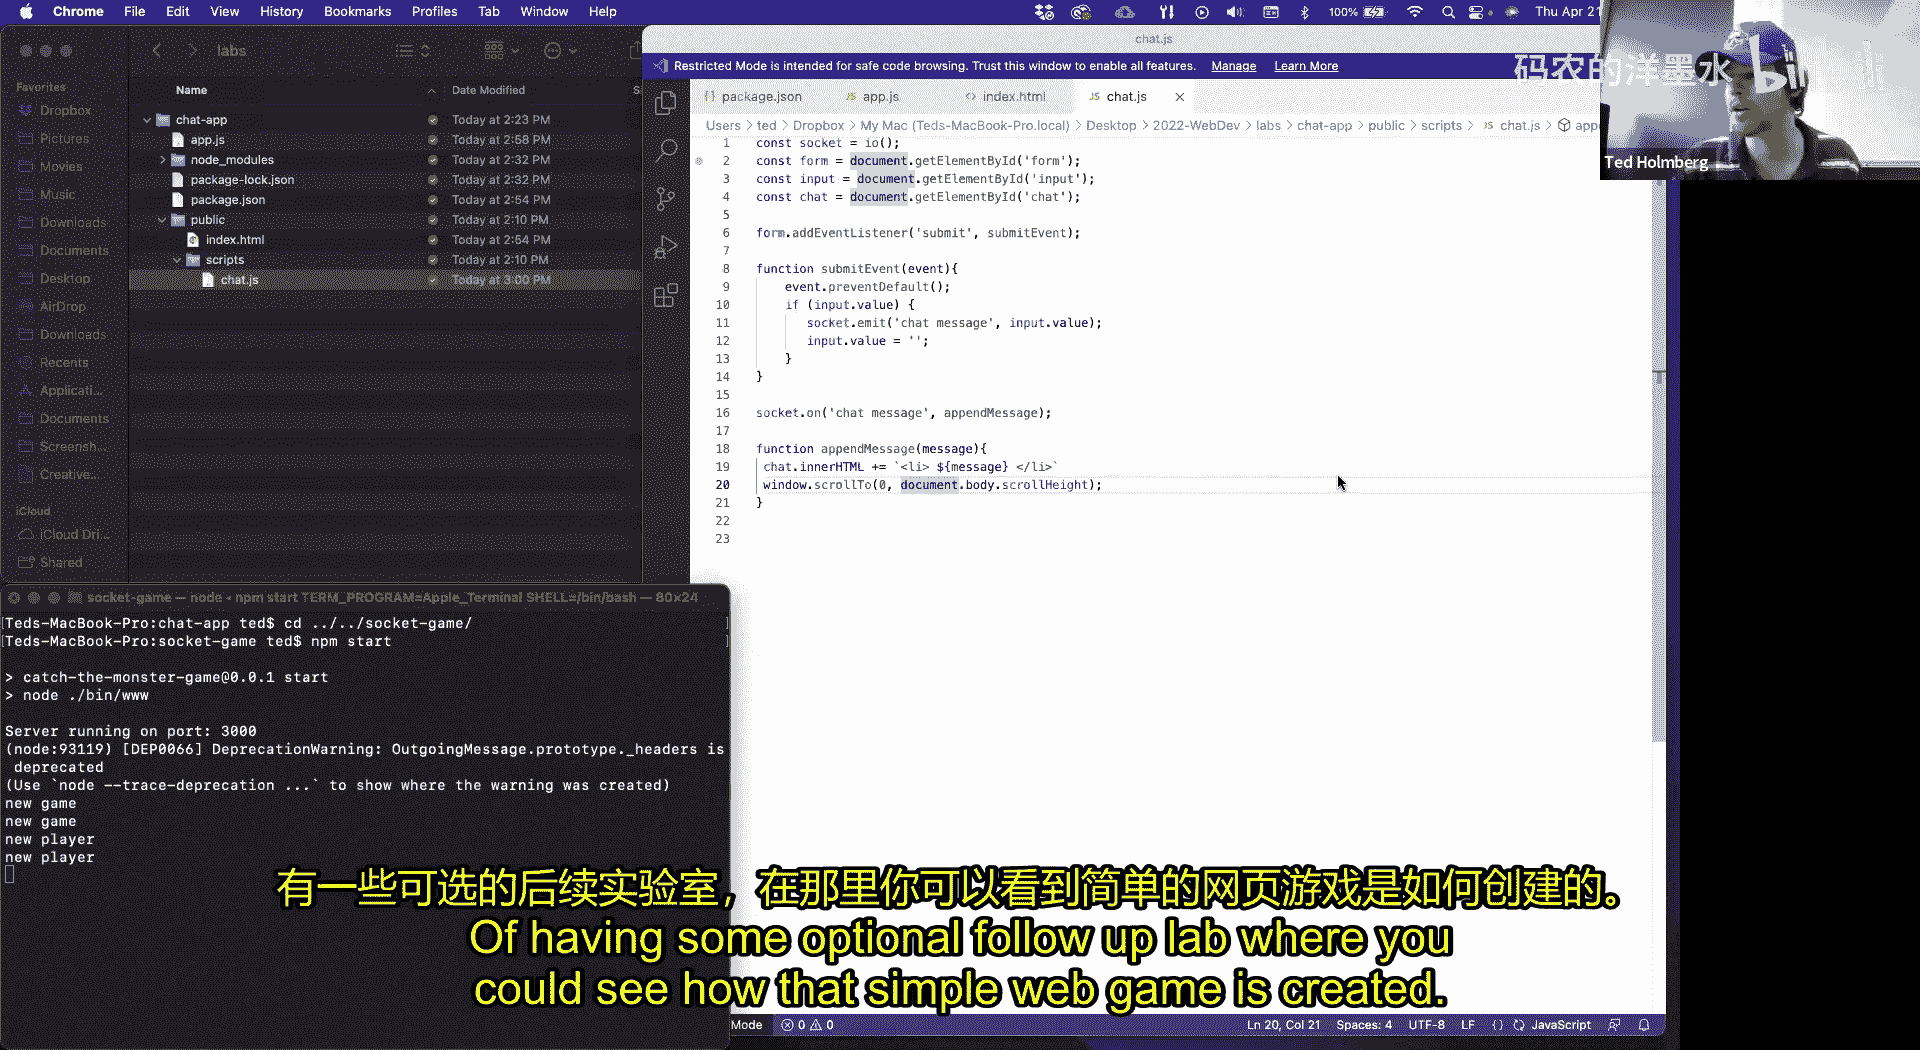 Chrome File Edit View History Bookmarks Profiles Tab Window Help 100% Thu Apr 21
labs
Favorites
Dropbox
Pictures
Movies
Music
Downloads
Documents
Desktop
AirDrop
Downloads
Recents
Applicati...
Documents
Screensh...
Creative...
iCloud
iCloud Dri...
Shared
Name Date Modified
chat-app Today at 2:23 PM
app.js Today at 2:58 PM
node_modules Today at 2:32 PM
package-lock.json Today at 2:32 PM
package.json Today at 2:54 PM
public Today at 2:10 PM
index.html Today at 2:54 PM
scripts Today at 2:10 PM
chat.js Today at 3:00 PM
chat.js
Restricted Mode is intended for safe code browsing. Trust this window to enable all features. Manage Learn More
package.json app.js index.html chat.js
Users > ted > Dropbox > My Mac (Teds-MacBook-Pro.local) > Desktop > 2022-WebDev > labs > chat-app > public > scripts > JS chat.js >
1 const socket = io();
2 const form = document.getElementById('form');
3 const input = document.getElementById('input');
4 const chat = document.getElementById('chat');
5
6 form.addEventListener('submit', submitEvent);
7
8 function submitEvent(event){
9 event.preventDefault();
10 if (input.value) {
11 socket.emit('chat message', input.value);
12 input.value = '';
13 }
14 }
15
16 socket.on('chat message', appendMessage);
17
18 function appendMessage(message){
19 chat.innerHTML += `<li> ${message} </li>`
20 window.scrollTo(0, document.body.scrollHeight);
21 }
22
23
码农的洋墨水
Ted Holmberg
socket-game — node ◂ npm start TERM_PROGRAM=Apple_Terminal SHELL=/bin/bash — 80×24
[Teds-MacBook-Pro:chat-app ted$ cd ../../socket-game/ ]
[Teds-MacBook-Pro:socket-game ted$ npm start ]
> catch-the-monster-game@0.0.1 start
> node ./bin/www
Server running on port: 3000
(node:93119) [DEP0066] DeprecationWarning: OutgoingMessage.prototype._headers is
deprecated
(Use `node --trace-deprecation ...` to show where the warning was created)
new game
new game
new player
new player
有一些可选的后续实验室，在那里你可以看到简单的网页游戏是如何创建的。
Of having some optional follow up lab where you
could see how that simple web game is created.
Mode 0 0 Ln 20, Col 21 Spaces: 4 UTF-8 LF {} JavaScript